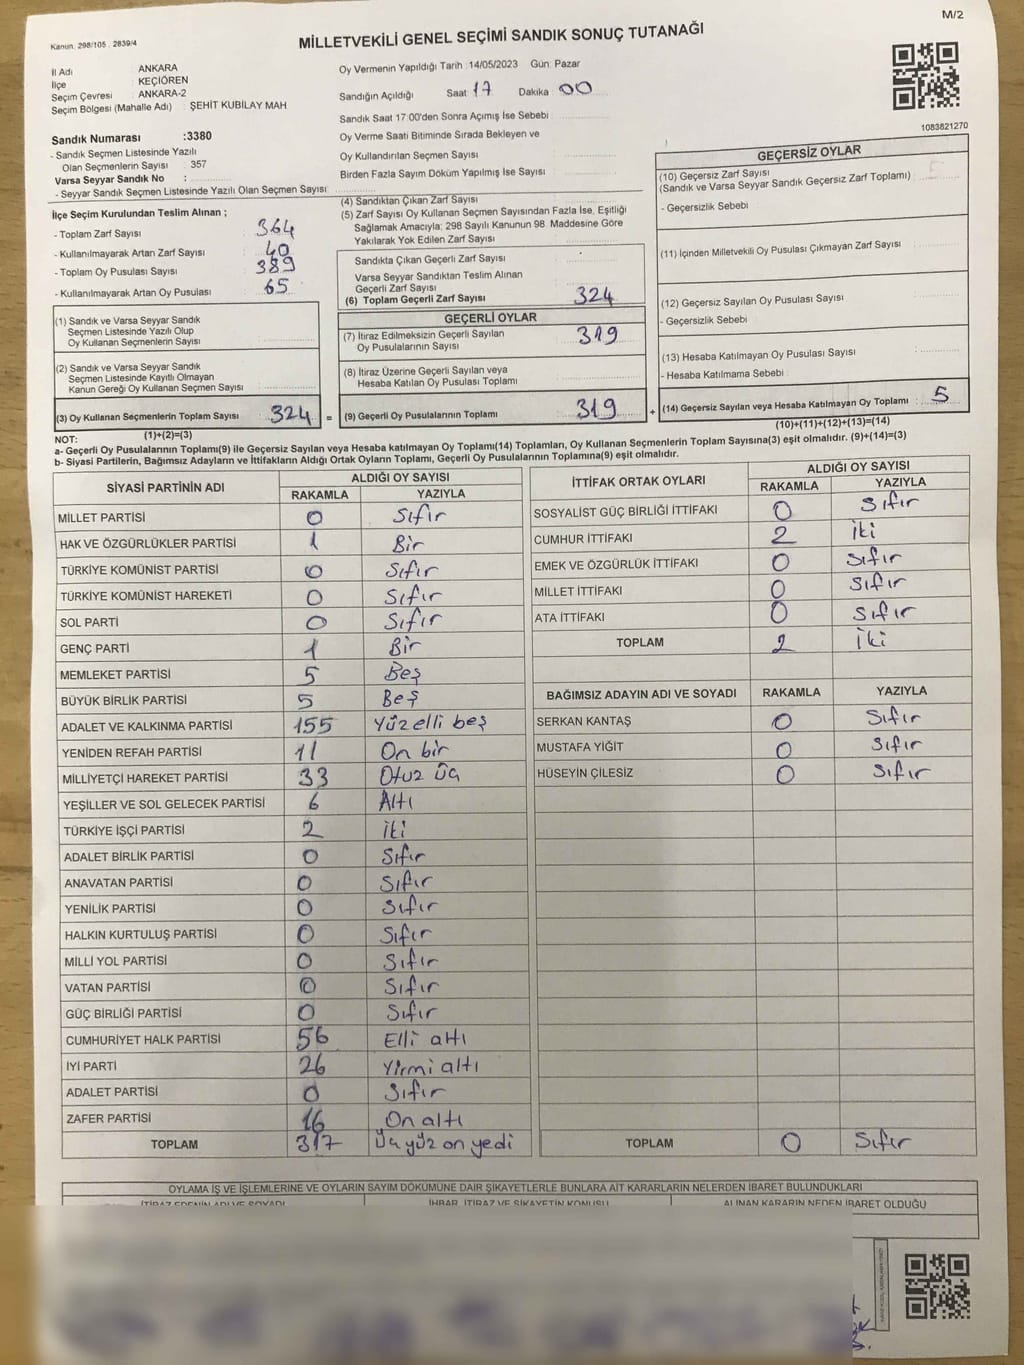 M/2
Kanun. 298/105 . 2839/4
MİLLETVEKİLİ GENEL SEÇİMİ SANDIK SONUÇ TUTANAĞI
İl Adı ANKARA
İlçe KEÇİÖREN
Seçim Çevresi ANKARA-2
Seçim Bölgesi (Mahalle Adı) : ŞEHİT KUBİLAY MAH
Sandık Numarası :3380
- Sandık Seçmen Listesinde Yazılı
Olan Seçmenlerin Sayısı : 357
Varsa Seyyar Sandık No :
- Seyyar Sandık Seçmen Listesinde Yazılı Olan Seçmen Sayısı :
Oy Vermenin Yapıldığı Tarih :14/05/2023 Gün: Pazar
Sandığın Açıldığı Saat 17 Dakika 00
Sandık Saat 17:00'den Sonra Açımış İse Sebebi
Oy Verme Saati Bitiminde Sırada Bekleyen ve
Oy Kullandırılan Seçmen Sayısı
Birden Fazla Sayım Döküm Yapılmış İse Sayısı
1083821270
İlçe Seçim Kurulundan Teslim Alınan ;
- Toplam Zarf Sayısı 364
- Kullanılmayarak Artan Zarf Sayısı 40
- Toplam Oy Pusulası Sayısı 389
- Kullanılmayarak Artan Oy Pusulası 65
(1) Sandık ve Varsa Seyyar Sandık
Seçmen Listesinde Yazılı Olup
Oy Kullanan Seçmenlerin Sayısı
(2) Sandık ve Varsa Seyyar Sandık
Seçmen Listesinde Kayıtlı Olmayan
Kanun Gereği Oy Kullanan Seçmen Sayısı
(3) Oy Kullanan Seçmenlerin Toplam Sayısı 324 =
(1)+(2)=(3)
(4) Sandıktan Çıkan Zarf Sayısı
(5) Zarf Sayısı Oy Kullanan Seçmen Sayısından Fazla İse, Eşitliği
Sağlamak Amacıyla; 298 Sayılı Kanunun 98. Maddesine Göre
Yakılarak Yok Edilen Zarf Sayısı
Sandıkta Çıkan Geçerli Zarf Sayısı
Varsa Seyyar Sandıktan Teslim Alınan
Geçerli Zarf Sayısı
(6) Toplam Geçerli Zarf Sayısı 324
GEÇERLİ OYLAR
(7) İtiraz Edilmeksizin Geçerli Sayılan
Oy Pusulalarının Sayısı 319
(8) İtiraz Üzerine Geçerli Sayılan veya
Hesaba Katılan Oy Pusulası Toplamı
(9) Geçerli Oy Pusulalarının Toplamı 319 +
GEÇERSİZ OYLAR
(10) Geçersiz Zarf Sayısı
(Sandık ve Varsa Seyyar Sandık Geçersiz Zarf Toplamı)
- Geçersizlik Sebebi
(11) İçinden Milletvekili Oy Pusulası Çıkmayan Zarf Sayısı
(12) Geçersiz Sayılan Oy Pusulası Sayısı
- Geçersizlik Sebebi
(13) Hesaba Katılmayan Oy Pusulası Sayısı
- Hesaba Katılmama Sebebi
(14) Geçersiz Sayılan veya Hesaba Katılmayan Oy Toplamı : 5
(10)+(11)+(12)+(13)=(14)
NOT:
a- Geçerli Oy Pusulalarının Toplamı(9) ile Geçersiz Sayılan veya Hesaba katılmayan Oy Toplamı(14) Toplamları, Oy Kullanan Seçmenlerin Toplam Sayısına(3) eşit olmalıdır. (9)+(14)=(3)
b- Siyasi Partilerin, Bağımsız Adayların ve İttifakların Aldığı Ortak Oyların Toplamı, Geçerli Oy Pusulalarının Toplamına(9) eşit olmalıdır.
SİYASİ PARTİNİN ADI ALDIĞI OY SAYISI
RAKAMLA YAZIYLA
MİLLET PARTİSİ 0 Sıfır
HAK VE ÖZGÜRLÜKLER PARTİSİ 1 Bir
TÜRKİYE KOMÜNİST PARTİSİ 0 Sıfır
TÜRKİYE KOMÜNİST HAREKETİ 0 Sıfır
SOL PARTİ 0 Sıfır
GENÇ PARTİ 1 Bir
MEMLEKET PARTİSİ 5 Beş
BÜYÜK BİRLİK PARTİSİ 5 Beş
ADALET VE KALKINMA PARTİSİ 155 Yüzelli beş
YENİDEN REFAH PARTİSİ 11 On bir
MİLLİYETÇİ HAREKET PARTİSİ 33 Otuz üç
YEŞİLLER VE SOL GELECEK PARTİSİ 6 Altı
TÜRKİYE İŞÇİ PARTİSİ 2 iki
ADALET BİRLİK PARTİSİ 0 Sıfır
ANAVATAN PARTİSİ 0 Sıfır
YENİLİK PARTİSİ 0 Sıfır
HALKIN KURTULUŞ PARTİSİ 0 Sıfır
MİLLİ YOL PARTİSİ 0 Sıfır
VATAN PARTİSİ 0 Sıfır
GÜÇ BİRLİĞİ PARTİSİ 0 Sıfır
CUMHURİYET HALK PARTİSİ 56 Elli altı
İYİ PARTİ 26 Yirmi altı
ADALET PARTİSİ 0 Sıfır
ZAFER PARTİSİ 16 On altı
TOPLAM 317 Üçyüz on yedi
İTTİFAK ORTAK OYLARI ALDIĞI OY SAYISI
RAKAMLA YAZIYLA
SOSYALİST GÜÇ BİRLİĞİ İTTİFAKI 0 Sıfır
CUMHUR İTTİFAKI 2 İki
EMEK VE ÖZGÜRLÜK İTTİFAKI 0 Sıfır
MİLLET İTTİFAKI 0 Sıfır
ATA İTTİFAKI 0 Sıfır
TOPLAM 2 İki
BAĞIMSIZ ADAYIN ADI VE SOYADI RAKAMLA YAZIYLA
SERKAN KANTAŞ 0 Sıfır
MUSTAFA YİĞİT 0 Sıfır
HÜSEYİN ÇİLESİZ 0 Sıfır
TOPLAM 0 Sıfır
OYLAMA İŞ VE İŞLEMLERİNE VE OYLARIN SAYIM DÖKÜMÜNE DAİR ŞİKAYETLERLE BUNLARA AİT KARARLARIN NELERDEN İBARET BULUNDUKLARI
İTİRAZ EDENİN ADI VE SOYADI İHBAR, İTİRAZ VE ŞİKAYETİN KONUSU ALINAN KARARIN NEDEN İBARET OLDUĞU